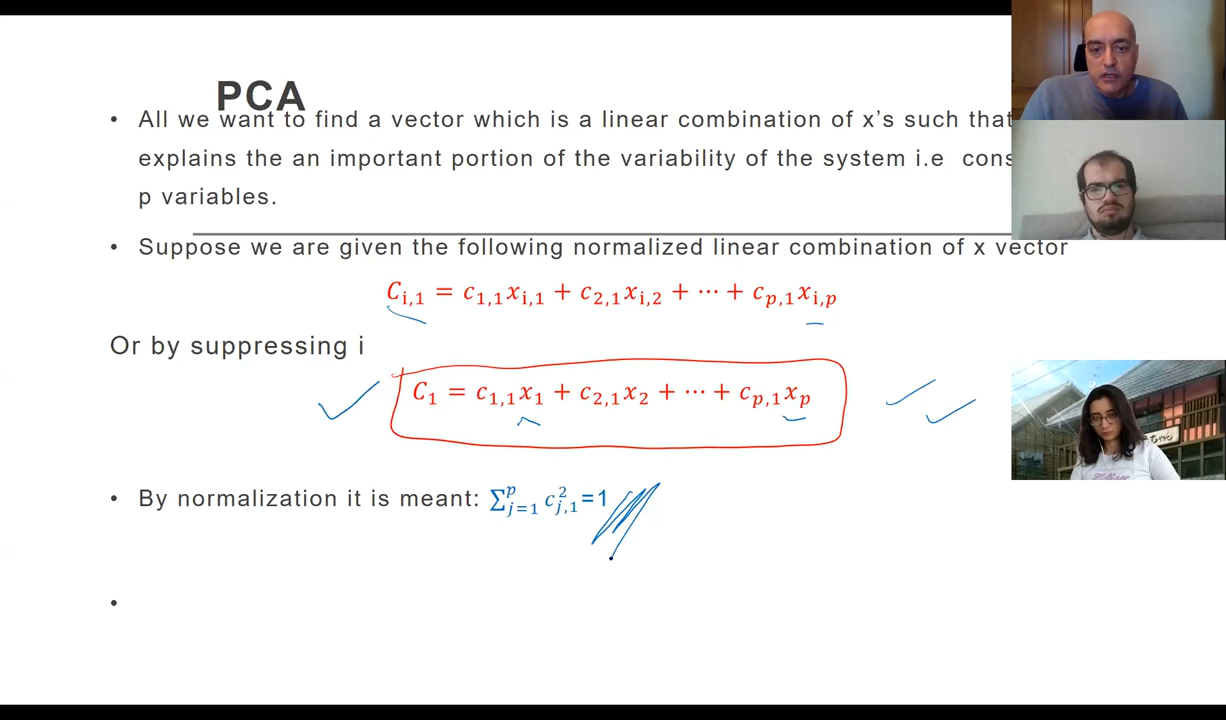 PCA
• All we want to find a vector which is a linear combination of x's such that
explains the an important portion of the variability of the system i.e cons
p variables.
• Suppose we are given the following normalized linear combination of x vector
C_{i,1} = c_{1,1}x_{i,1} + c_{2,1}x_{i,2} + ⋯ + c_{p,1}x_{i,p}
Or by suppressing i
C_1 = c_{1,1}x_1 + c_{2,1}x_2 + ⋯ + c_{p,1}x_p
• By normalization it is meant: ∑_{j=1}^{p} c_{j,1}^{2}=1
•